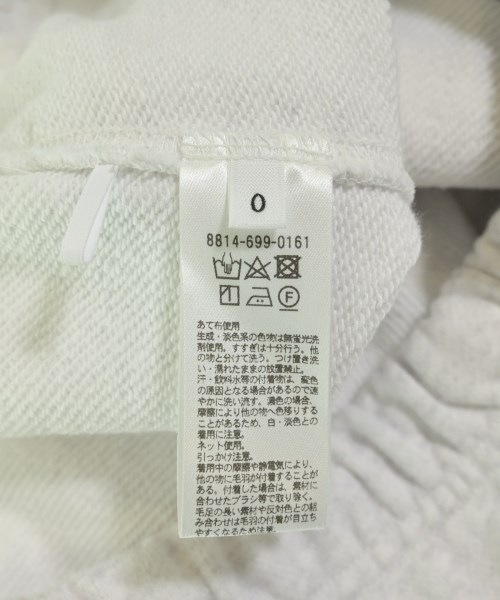 0
8814-699-0161
F
あて布使用
生成・淡色系の色物は無蛍光洗
剤使用。すすぎは十分行う。他
の物と分けて洗う。つけ置き洗
い・濡れたままの放置禁止。
汗・飲料水等の付着物は、変色
の原因となる場合があるので速
やかに洗い流す。濃色の場合、
摩擦により他の物へ色移りする
ことがあるため、白・淡色との
着用に注意。
ネット使用。
引っかけ注意。
着用中の摩擦や静電気により、
他の物に毛羽が付着することが
ある。付着した場合は、素材に
合わせたブラシ等で取り除く。
毛足の長い素材や反対色との組
み合わせは毛羽の付着が目立ち
やすくなるため注意。